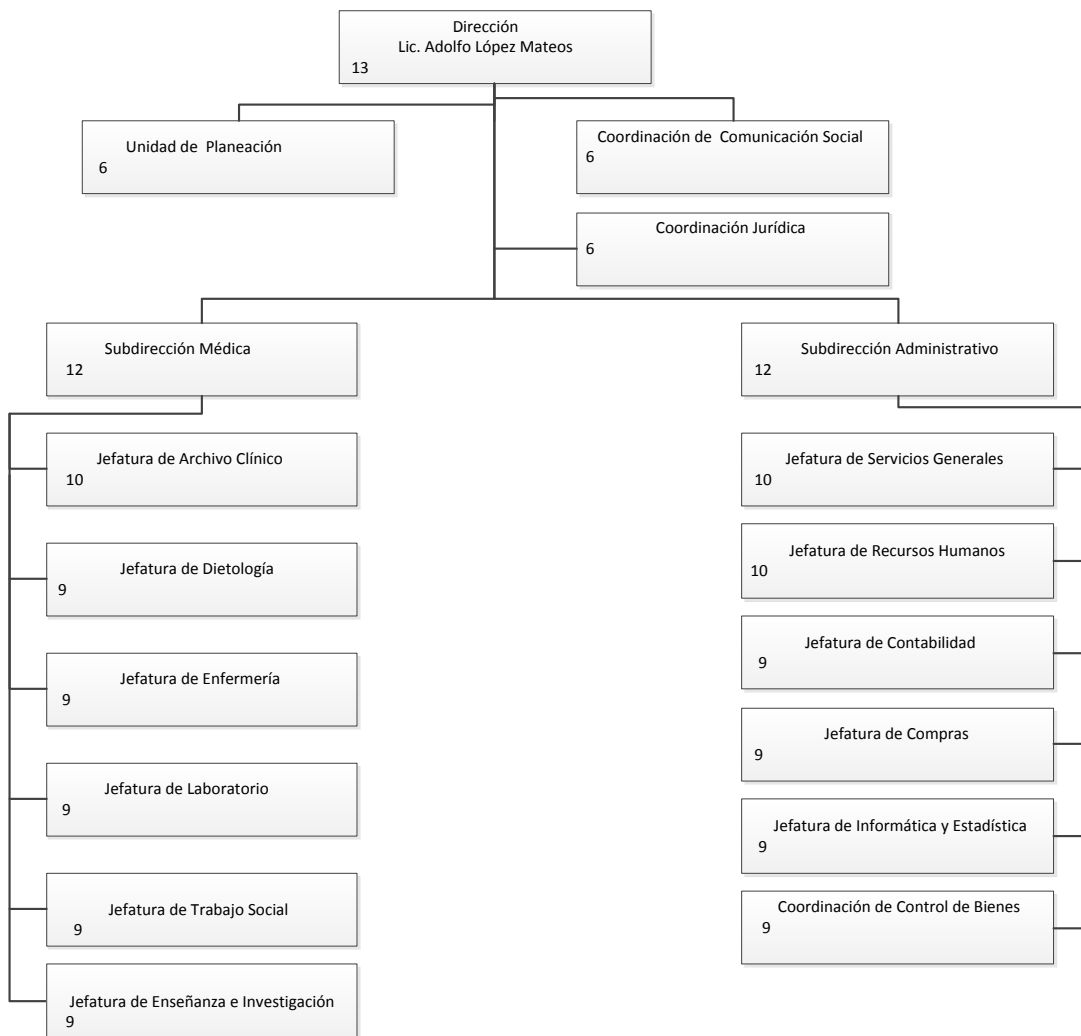 Dirección
Lic. Adolfo López Mateos
13
Unidad de Planeación
6
Coordinación de Comunicación Social
6
Coordinación Jurídica
6
Subdirección Médica
12
Subdirección Administrativo
12
Jefatura de Archivo Clínico
10
Jefatura de Dietología
9
Jefatura de Enfermería
9
Jefatura de Laboratorio
9
Jefatura de Trabajo Social
9
Jefatura de Enseñanza e Investigación
9
Jefatura de Servicios Generales
10
Jefatura de Recursos Humanos
10
Jefatura de Contabilidad
9
Jefatura de Compras
9
Jefatura de Informática y Estadística
9
Coordinación de Control de Bienes
9